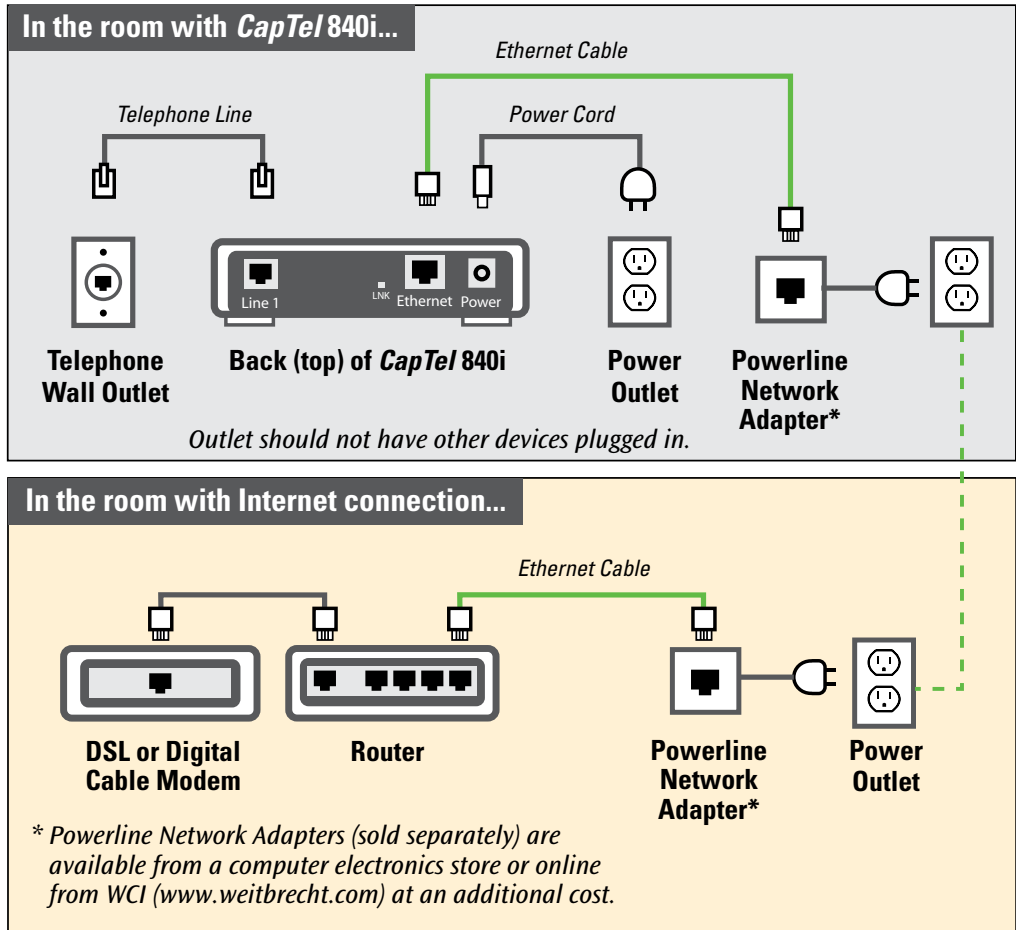 In the room with CapTel 840i...
Ethernet Cable
Telephone Line
Power Cord
Line 1
LNK
Ethernet
Power
Telephone
Wall Outlet
Back (top) of CapTel 840i
Power
Outlet
Powerline
Network
Adapter*
Outlet should not have other devices plugged in.
In the room with Internet connection...
Ethernet Cable
DSL or Digital
Cable Modem
Router
Powerline
Network
Adapter*
Power
Outlet
* Powerline Network Adapters (sold separately) are
available from a computer electronics store or online
from WCI (www.weitbrecht.com) at an additional cost.